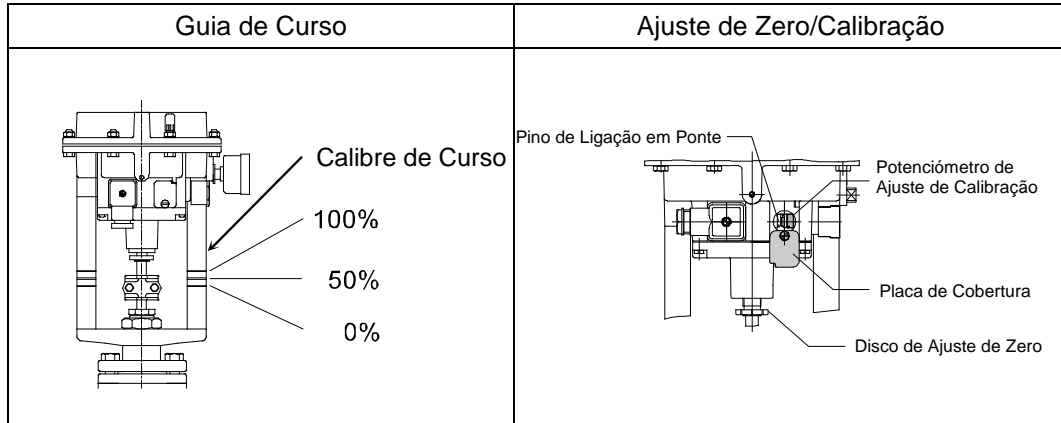 Guia de Curso
Ajuste de Zero/Calibração
Calibre de Curso
100%
50%
0%
Pino de Ligação em Ponte
Potenciómetro de
Ajuste de Calibração
Placa de Cobertura
Disco de Ajuste de Zero